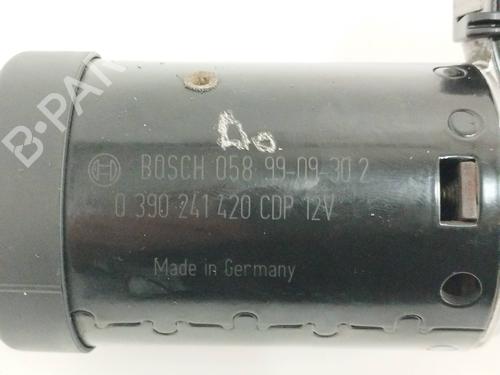 B-PAR
BOSCH 058 99-09-30 2
0 390 241 420 CDP 12V
Made in Germany